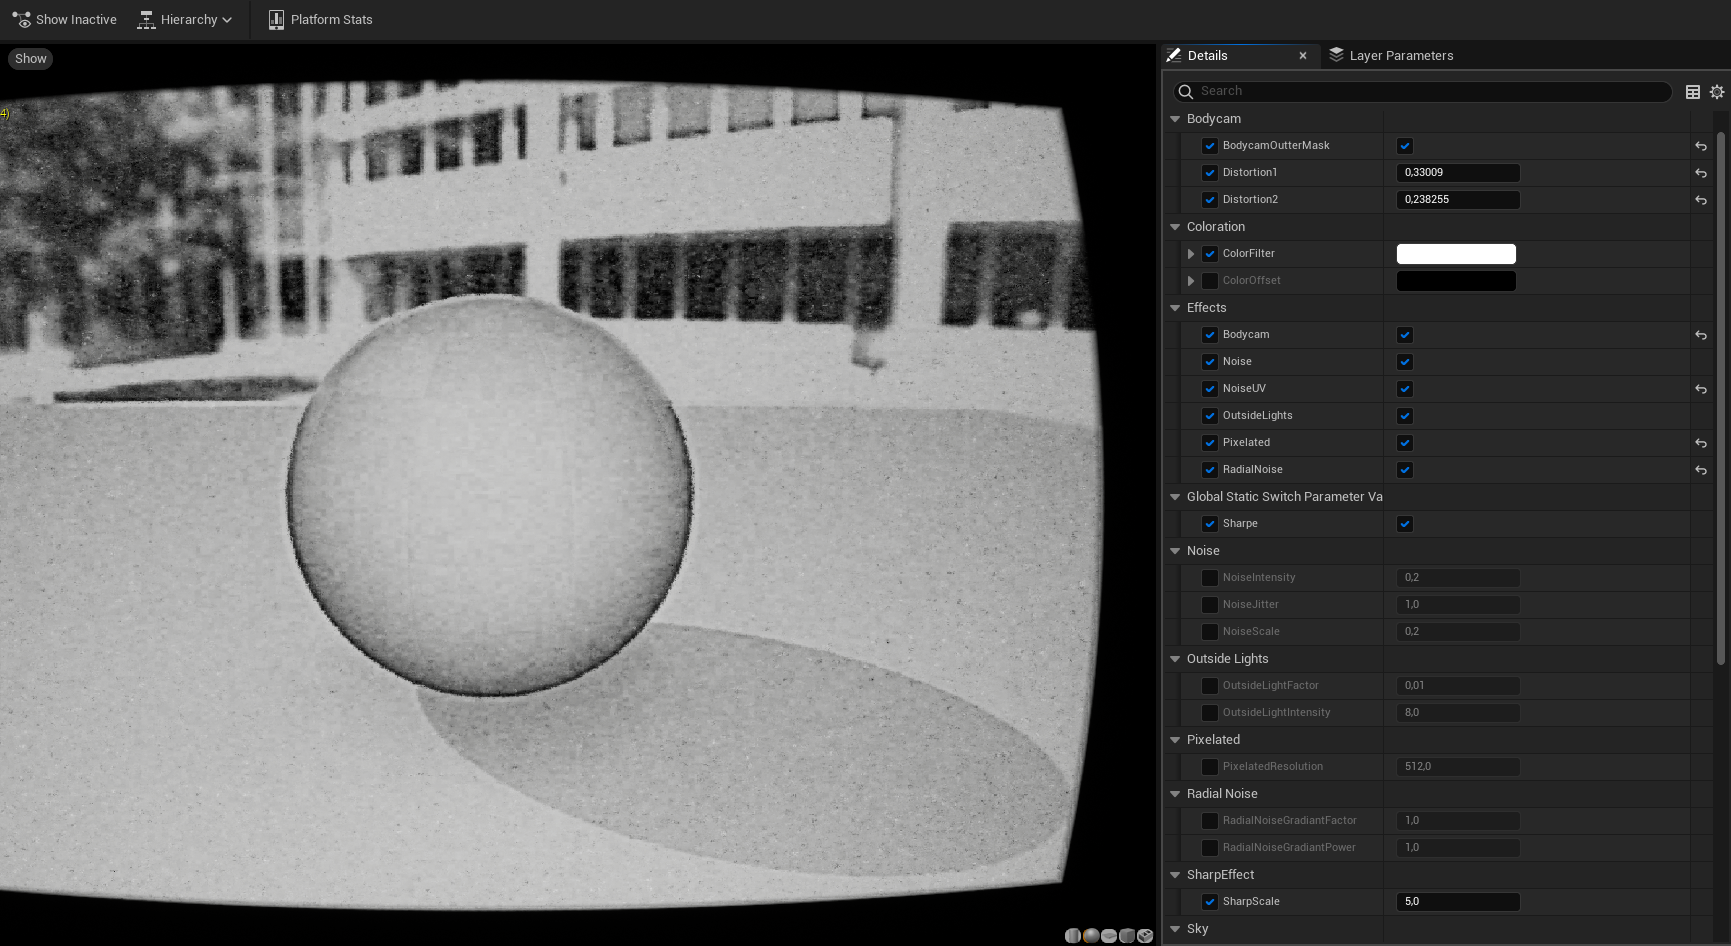 Show Inactive Hierarchy Platform Stats
Show
4)
Details × Layer Parameters
Search
Bodycam
BodycamOutterMask
Distortion1 0,33009
Distortion2 0,238255
Coloration
ColorFilter
ColorOffset
Effects
Bodycam
Noise
NoiseUV
OutsideLights
Pixelated
RadialNoise
Global Static Switch Parameter Va
Sharpe
Noise
NoiseIntensity 0,2
NoiseJitter 1,0
NoiseScale 0,2
Outside Lights
OutsideLightFactor 0,01
OutsideLightIntensity 8,0
Pixelated
PixelatedResolution 512,0
Radial Noise
RadialNoiseGradiantFactor 1,0
RadialNoiseGradiantPower 1,0
SharpEffect
SharpScale 5,0
Sky